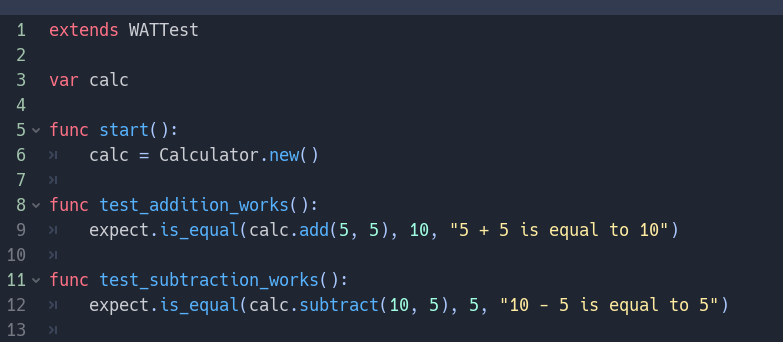 1 extends WATTest
2
3 var calc
4
5 func start():
6 calc = Calculator.new()
7
8 func test_addition_works():
9 expect.is_equal(calc.add(5, 5), 10, "5 + 5 is equal to 10")
10
11 func test_subtraction_works():
12 expect.is_equal(calc.subtract(10, 5), 5, "10 - 5 is equal to 5")
13